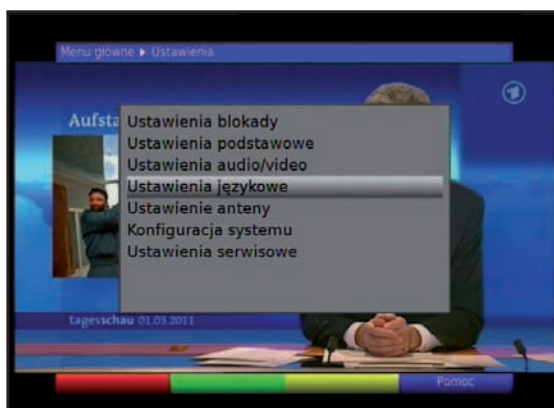 Menu główne ▶ Ustawienia
Aufsta
Ustawienia blokady
Ustawienia podstawowe
Ustawienia audio/video
Ustawienia językowe
Ustawienie anteny
Konfiguracja systemu
Ustawienia serwisowe
tagesschau 01.03.2011
Pomoc